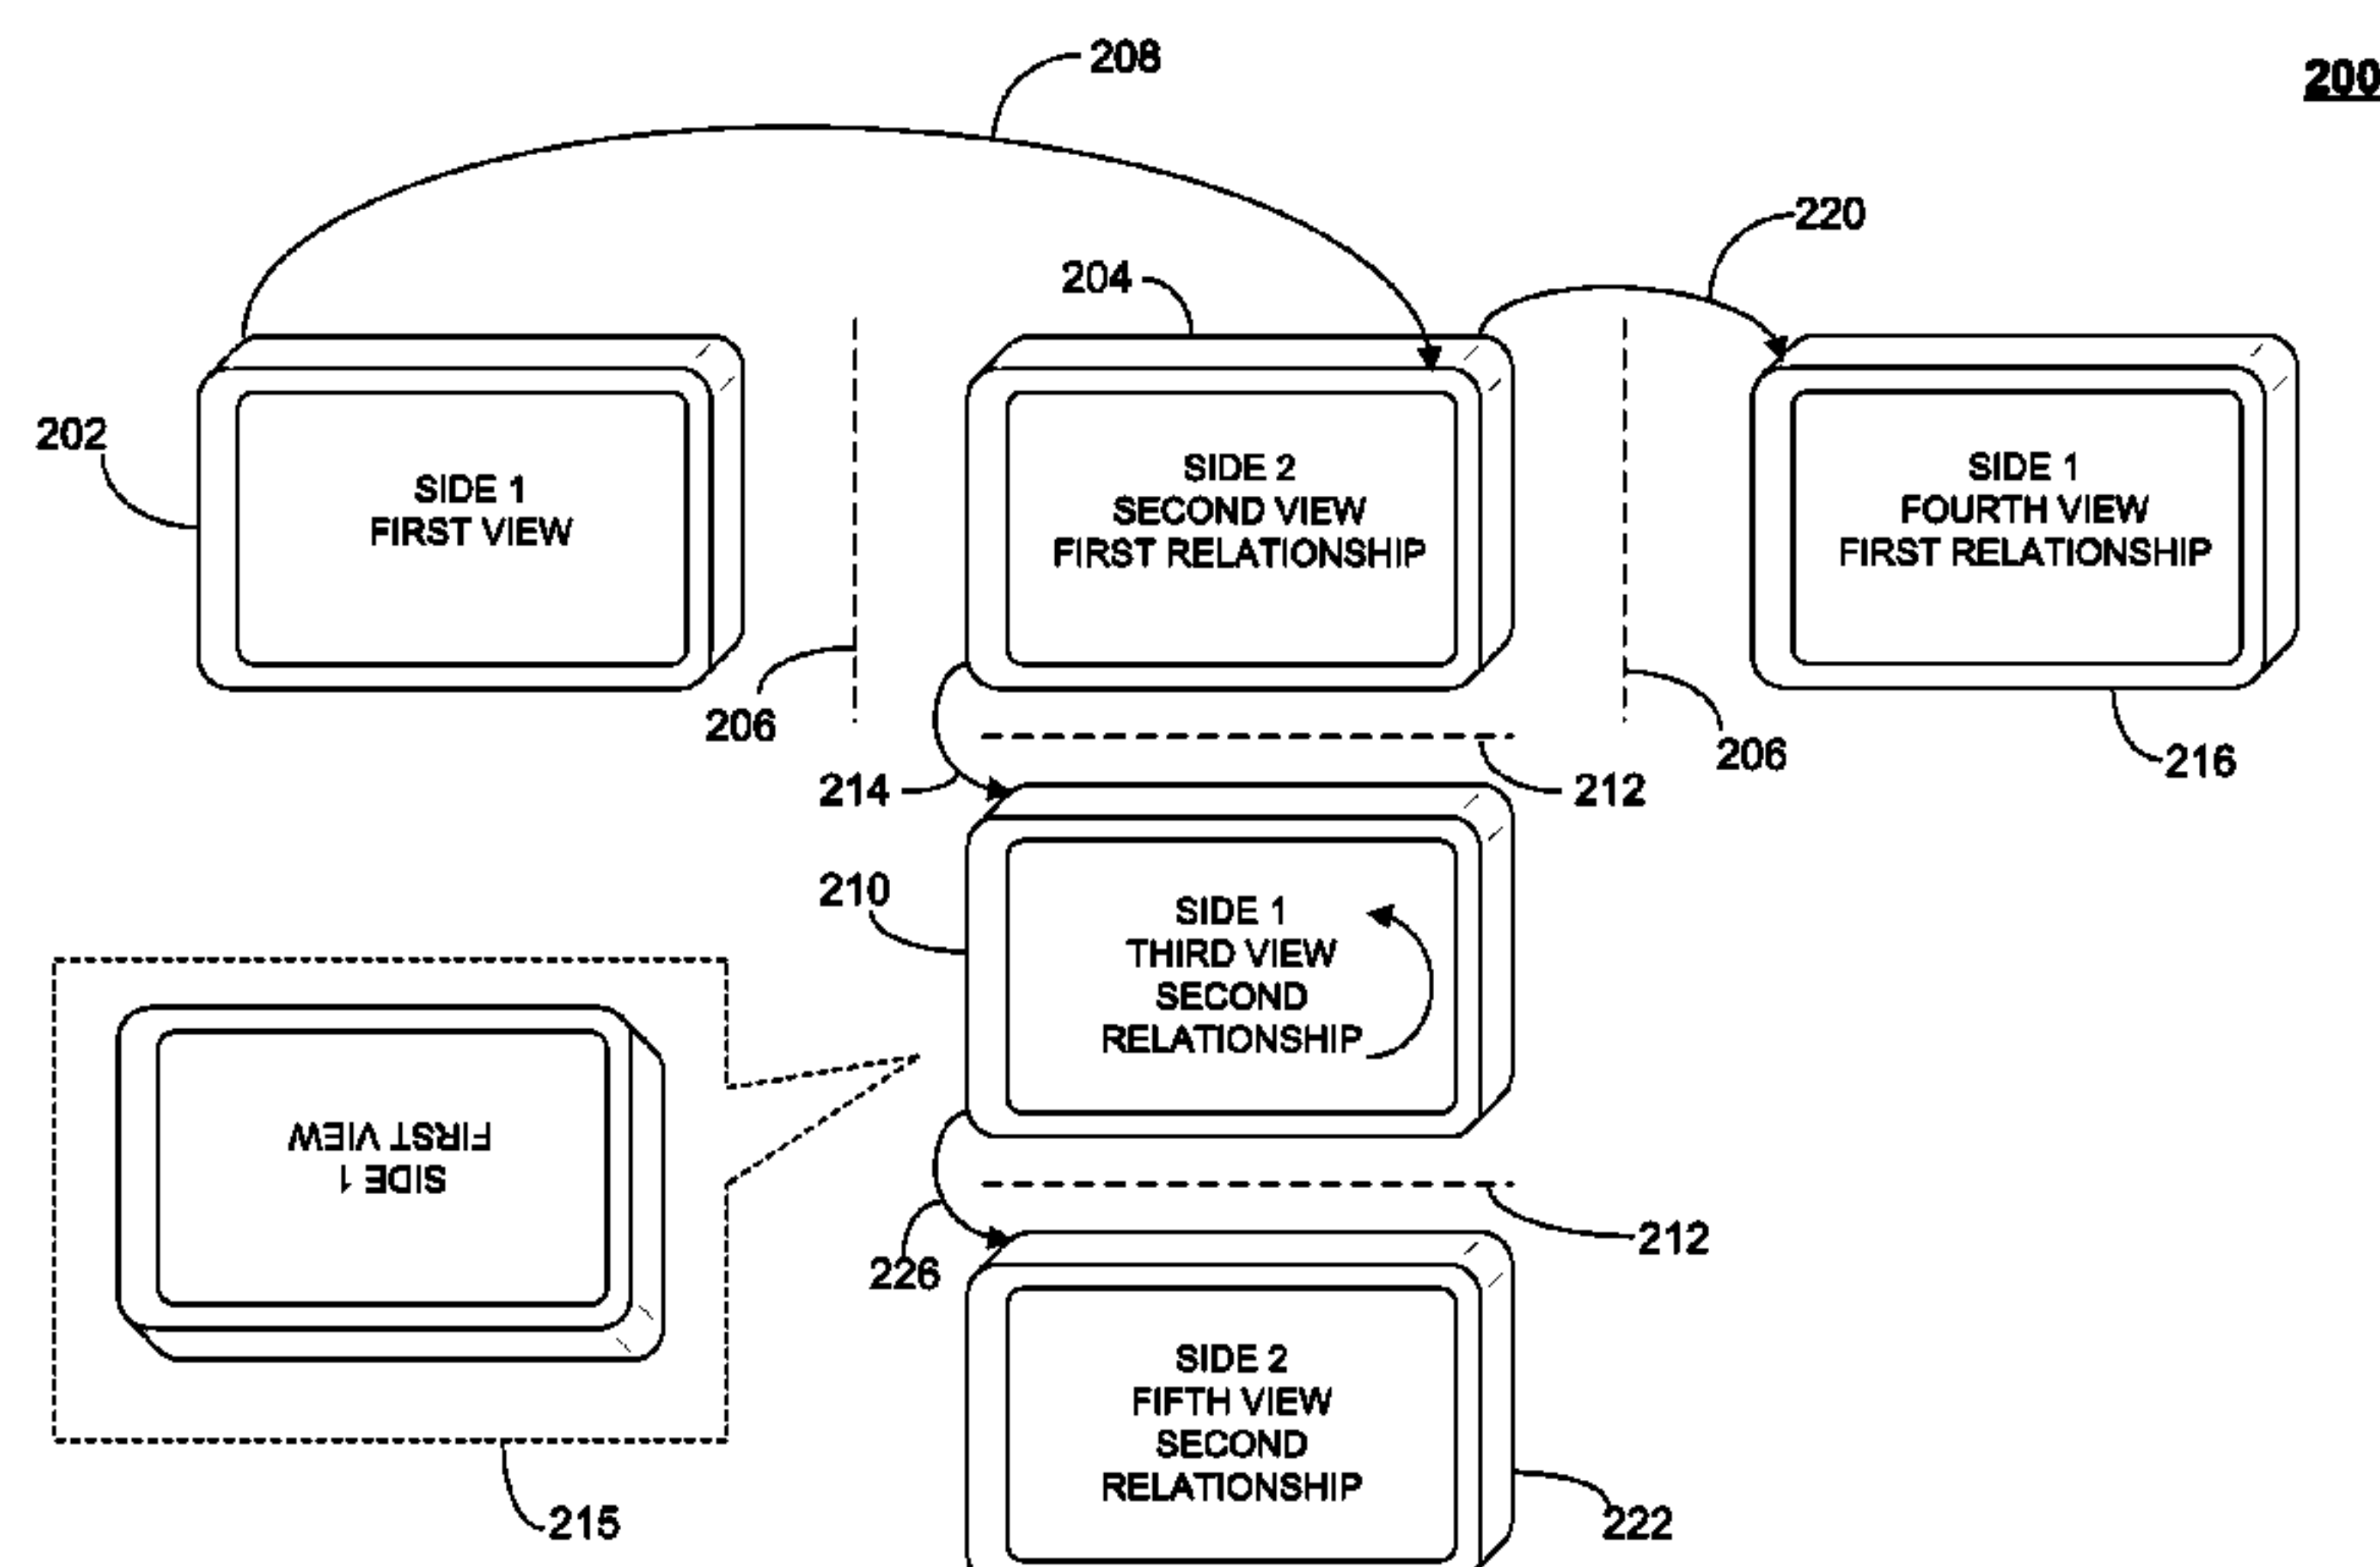 208
200
220
204
202
SIDE 1
FIRST VIEW
SIDE 2
SECOND VIEW
FIRST RELATIONSHIP
SIDE 1
FOURTH VIEW
FIRST RELATIONSHIP
206
206
216
214
212
210
SIDE 1
THIRD VIEW
SECOND
RELATIONSHIP
SIDE 1
FIRST VIEW
212
226
SIDE 2
FIFTH VIEW
SECOND
RELATIONSHIP
215
222